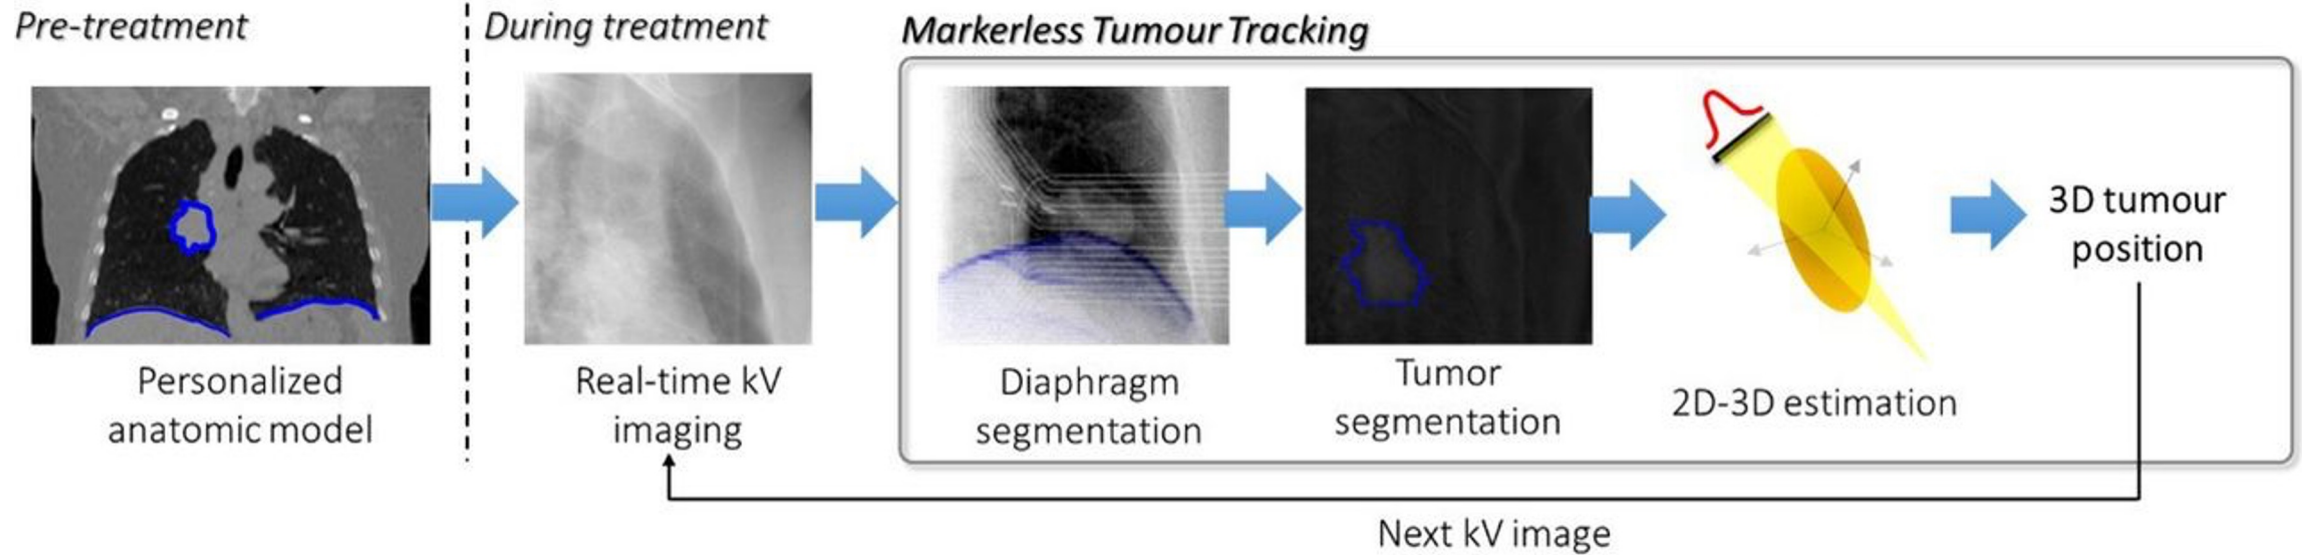 Pre-treatment
During treatment
Markerless Tumour Tracking
Personalized
anatomic model
Real-time kV
imaging
Diaphragm
segmentation
Tumor
segmentation
2D-3D estimation
3D tumour
position
Next kV image